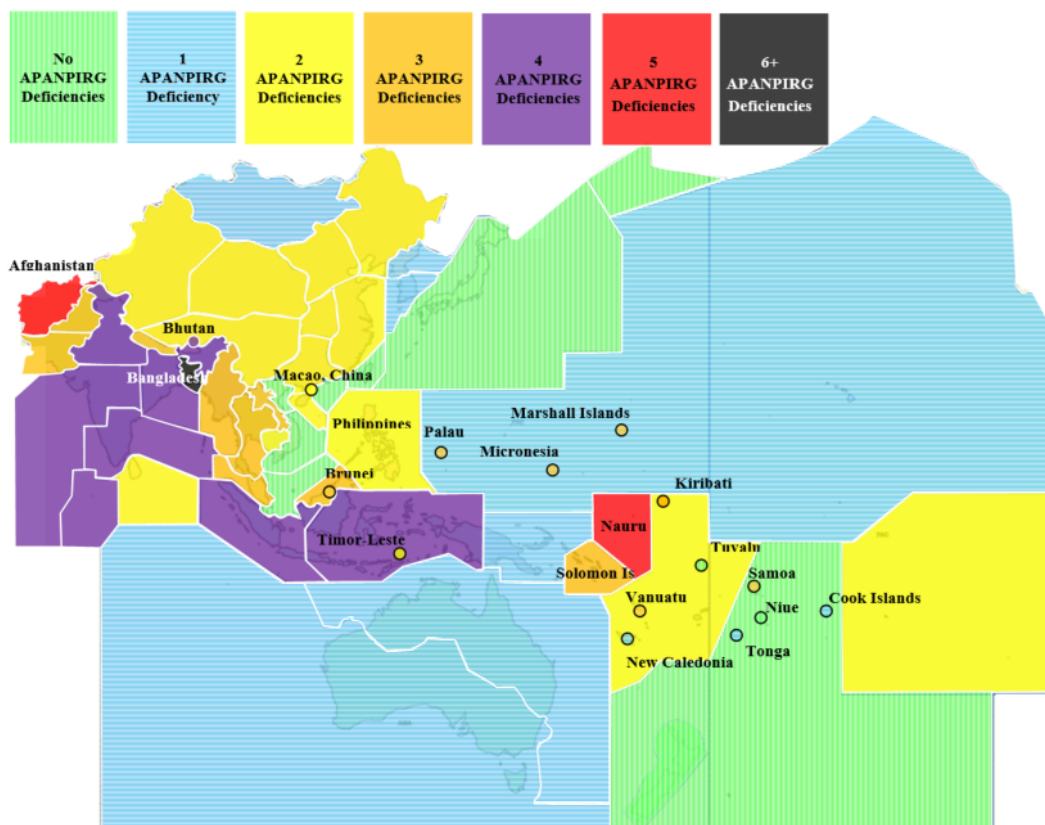 No
APANPIRG
Deficiencies
1
APANPIRG
Deficiency
2
APANPIRG
Deficiencies
3
APANPIRG
Deficiencies
4
APANPIRG
Deficiencies
5
APANPIRG
Deficiencies
6+
APANPIRG
Deficiencies
Afghanistan
Bhutan
Bangladesh
Macao, China
Philippines
Marshall Islands
Palau
Micronesia
Brunei
Kiribati
Nauru
Timor-Leste
Tuvalu
Solomon Is
Samoa
Vanuatu
Niue
Cook Islands
New Caledonia
Tonga